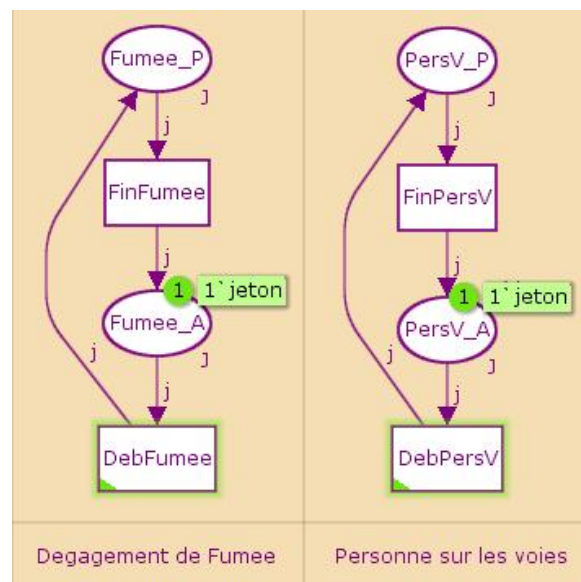 Fumee_P
J
j
FinFumee
j
1 1`jeton
Fumee_A
J
j
j
DebFumee
Degagement de Fumee
PersV_P
J
j
FinPersV
j
1 1`jeton
PersV_A
J
j
j
DebPersV
Personne sur les voies